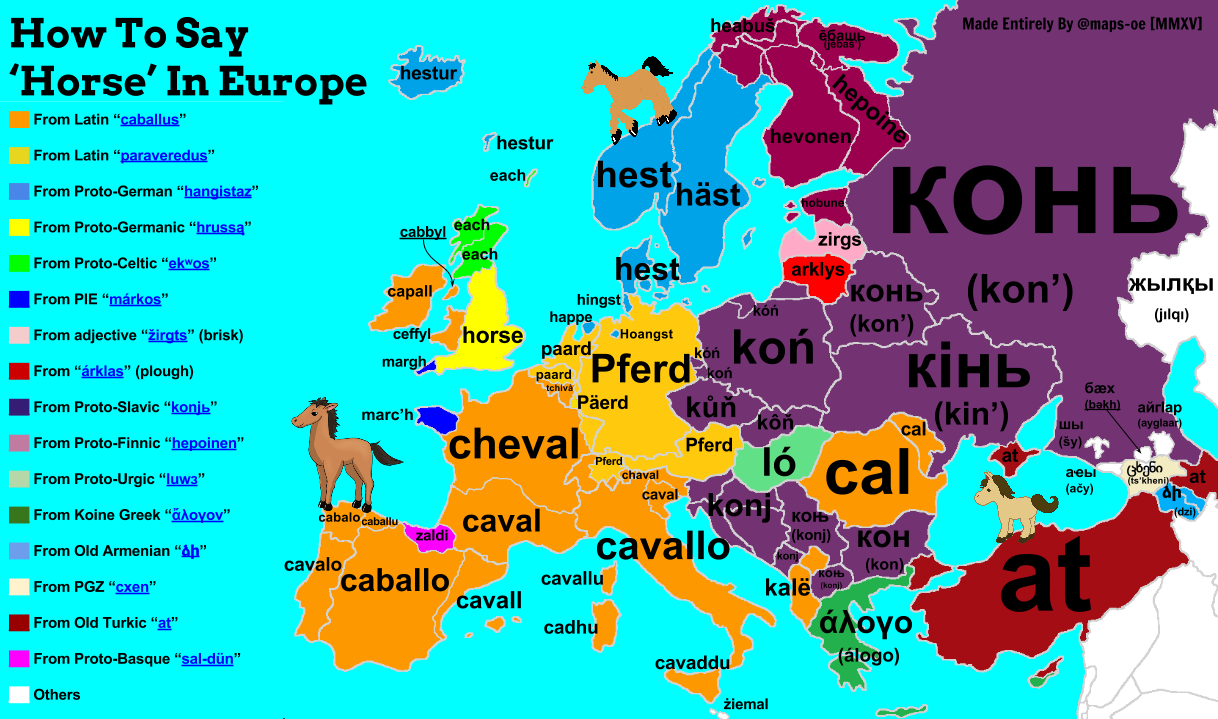 How To Say
‘Horse’ In Europe
Made Entirely By @maps-oe [MMXV]
From Latin “caballus”
From Latin “paraveredus”
From Proto-German “hangistaz”
From Proto-Germanic “hrussą”
From Proto-Celtic “ekʷos”
From PIE “márkos”
From adjective “žirgts” (brisk)
From “árklas” (plough)
From Proto-Slavic “konjь”
From Proto-Finnic “hepoinen”
From Proto-Urgic “luwɜ”
From Koine Greek “ἄλογον”
From Old Armenian “ձի”
From PGZ “cxen”
From Old Turkic “at”
From Proto-Basque “sal-dün”
Others
heabuš
ёбашь
(jebaš')
hestur
hepoine
hevonen
hestur
each
hest
häst
конь
(kon’)
hobune
zirgs
arklys
cabbyl
each
each
capall
ceffyl
horse
margh
hest
hingst
happe
Hoangst
paard
paard
tchivå
Pferd
Päerd
kóń
koń
kóń
koń
конь
(kon’)
кінь
(kin’)
жылқы
(jılqı)
marc’h
cheval
kůň
kôň
Pferd
Pferd
ló
cal
cal
chaval
caval
caval
cabalo
caballu
zaldi
cavalo
caballo
cavall
cavallo
cavallu
cadhu
cavaddu
żiemal
konj
коњ
(konj)
konj
кон
(kon)
коњ
(konj)
kalë
άλογο
(álogo)
at
at
at
бæх
(bəkh)
айгıар
(ayglaar)
шы
(šy)
аҽы
(ačy)
ცხენი
(ts’kheni)
ձի
(dzi)